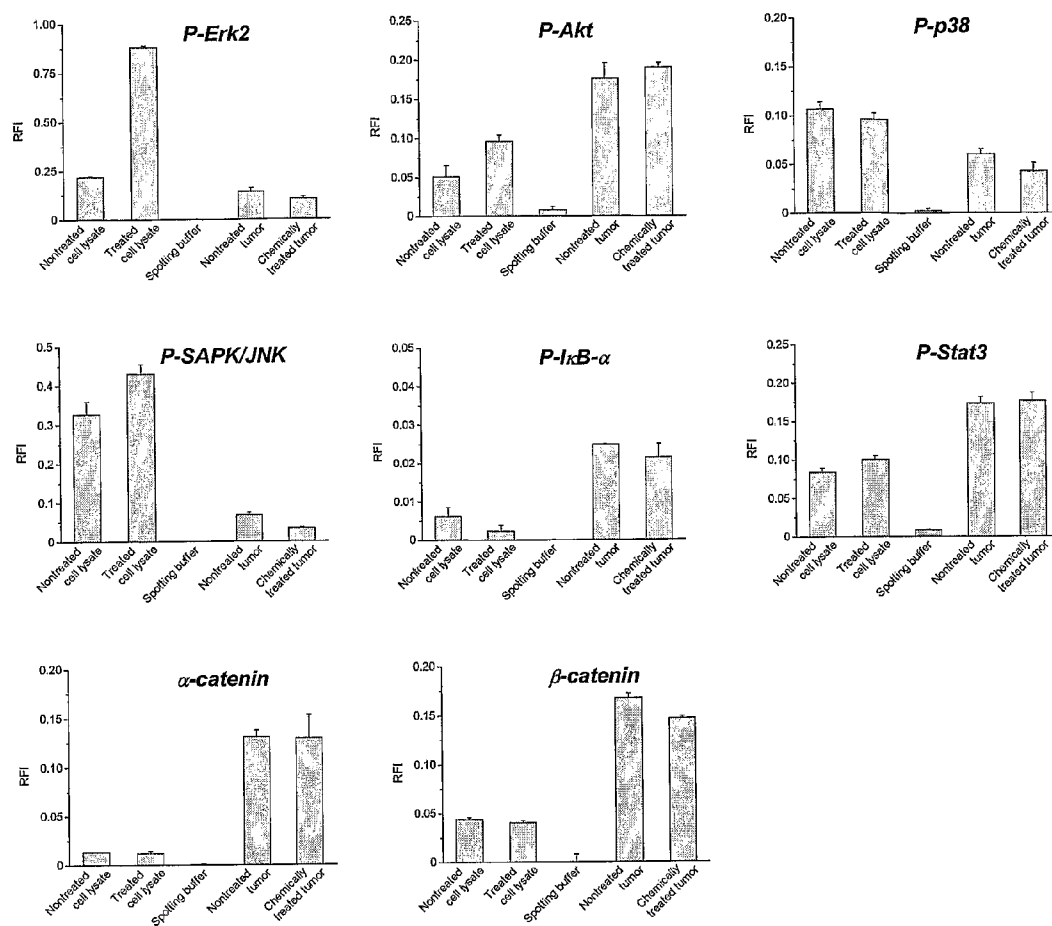 P-Erk2
1.00
0.75
0.50
0.25
0
RFI
Nontreated
cell lysate
Treated
cell lysate
Spotting buffer
Nontreated
tumor
Chemically
treated tumor
P-Akt
0.25
0.20
0.15
0.10
0.05
0
RFI
Nontreated
cell lysate
Treated
cell lysate
Spotting buffer
Nontreated
tumor
Chemically
treated tumor
P-p38
0.20
0.15
0.10
0.05
0
RFI
Nontreated
cell lysate
Treated
cell lysate
Spotting buffer
Nontreated
tumor
Chemically
treated tumor
P-SAPK/JNK
0.5
0.4
0.3
0.2
0.1
0
RFI
Nontreated
cell lysate
Treated
cell lysate
Spotting buffer
Nontreated
tumor
Chemically
treated tumor
P-IκB-α
0.05
0.04
0.02
0.01
0
RFI
Nontreated
cell lysate
Treated
cell lysate
Spotting buffer
Nontreated
tumor
Chemically
treated tumor
P-Stat3
0.25
0.20
0.15
0.10
0.05
0
RFI
Nontreated
cell lysate
Treated
cell lysate
Spotting buffer
Nontreated
tumor
Chemically
treated tumor
α-catenin
0.20
0.15
0.10
0.05
0
RFI
Nontreated
cell lysate
Treated
cell lysate
Spotting buffer
Nontreated
tumor
Chemically
treated tumor
β-catenin
0.20
0.15
0.10
0.05
0
RFI
Nontreated
cell lysate
Treated
cell lysate
Spotting buffer
Nontreated
tumor
Chemically
treated tumor